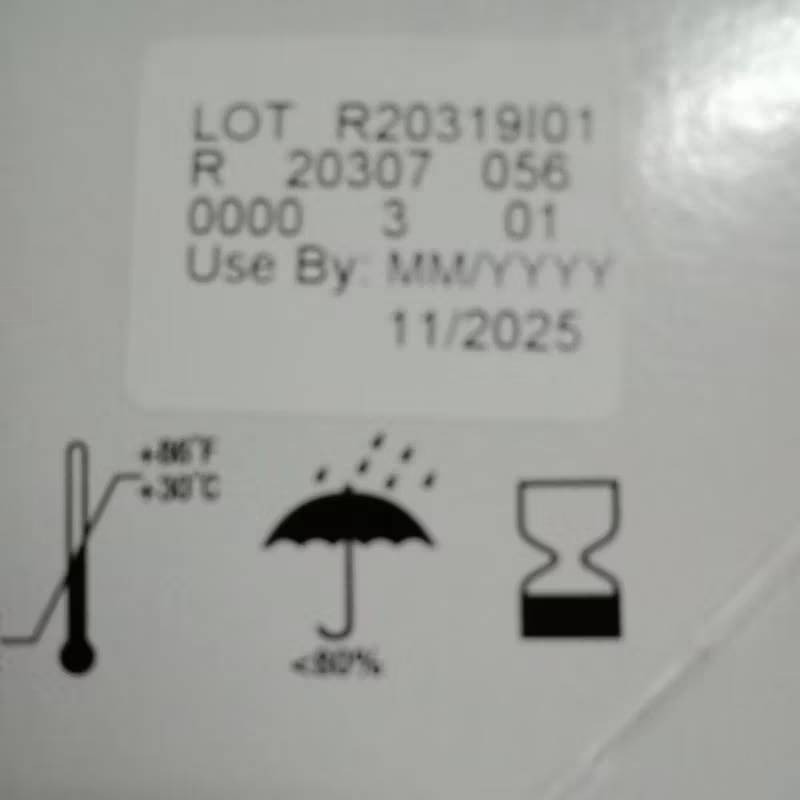 LOT R20319I01
R 20307 056
0000 3 01
Use By: MM/YYYY
11/2025
+86°F
+30°C
<80%